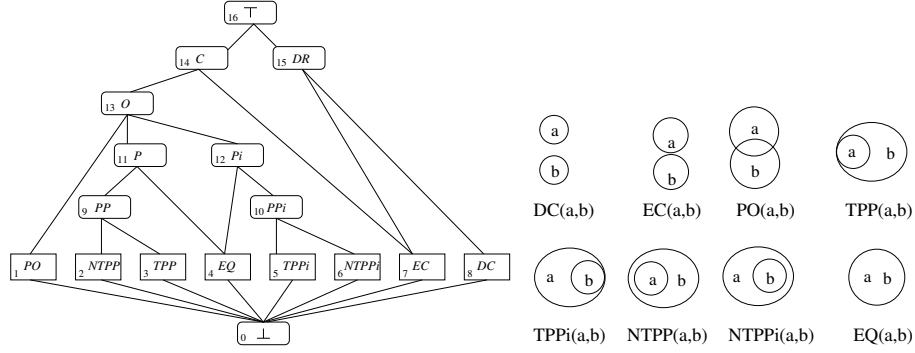 16 ⊤
14 C 15 DR
13 O
11 P 12 Pi
9 PP 10 PPi
1 PO 2 NTPP 3 TPP 4 EQ 5 TPPi 6 NTPPi 7 EC 8 DC
0 ⊥
a a a a b
b b b
DC(a,b) EC(a,b) PO(a,b) TPP(a,b)
a b a b a b a b
TPPi(a,b) NTPP(a,b) NTPPi(a,b) EQ(a,b)